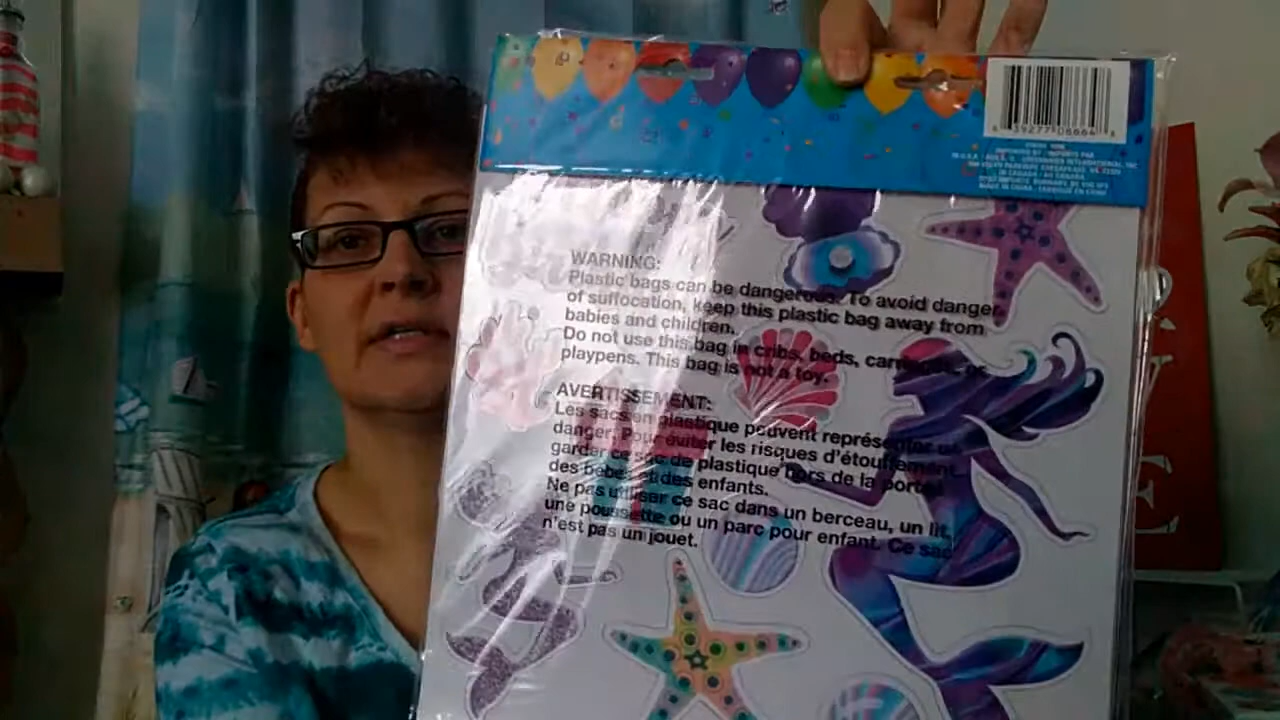 6 39277 06664 8
WARNING:
Plastic bags can be dangerous. To avoid danger
of suffocation, keep this plastic bag away from
babies and children.
Do not use this bag in cribs, beds, carriages, or
playpens. This bag is not a toy.
AVERTISSEMENT:
Les sacs en plastique peuvent représenter un
danger. Pour éviter les risques d'étouffement,
garder ce sac de plastique hors de la portée
des bébés et des enfants.
Ne pas utiliser ce sac dans un berceau, un lit,
une poussette ou un parc pour enfant. Ce sac
n'est pas un jouet.